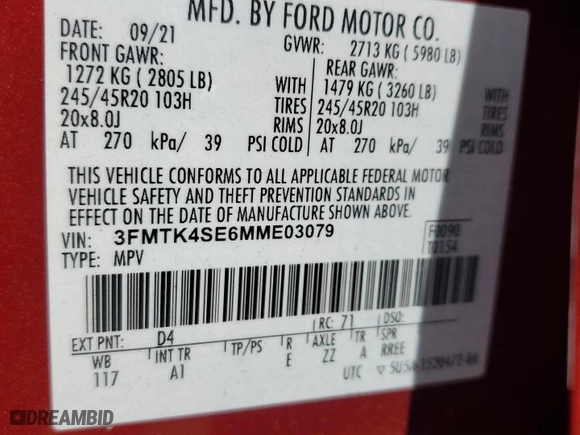 MFD. BY FORD MOTOR CO.
DATE: 09/21 GVWR: 2713 KG ( 5980 LB)
FRONT GAWR: REAR GAWR:
1272 KG ( 2805 LB) WITH 1479 KG ( 3260 LB) WITH
245/45R20 103H TIRES 245/45R20 103H TIRES
20x8.0J RIMS 20x8.0J RIMS
AT 270 kPa/ 39 PSI COLD AT 270 kPa/ 39 PSI COLD
THIS VEHICLE CONFORMS TO ALL APPLICABLE FEDERAL MOTOR
VEHICLE SAFETY AND THEFT PREVENTION STANDARDS IN
EFFECT ON THE DATE OF MANUFACTURE SHOWN ABOVE.
VIN: 3FMTK4SE6MME03079 F0090
TYPE: MPV T0154
EXT PNT: D4 RC: 71 DSO:
WB INT TR TP/PS R AXLE TR SPR
117 A1 E ZZ A RREE
UTC
DREAMBID